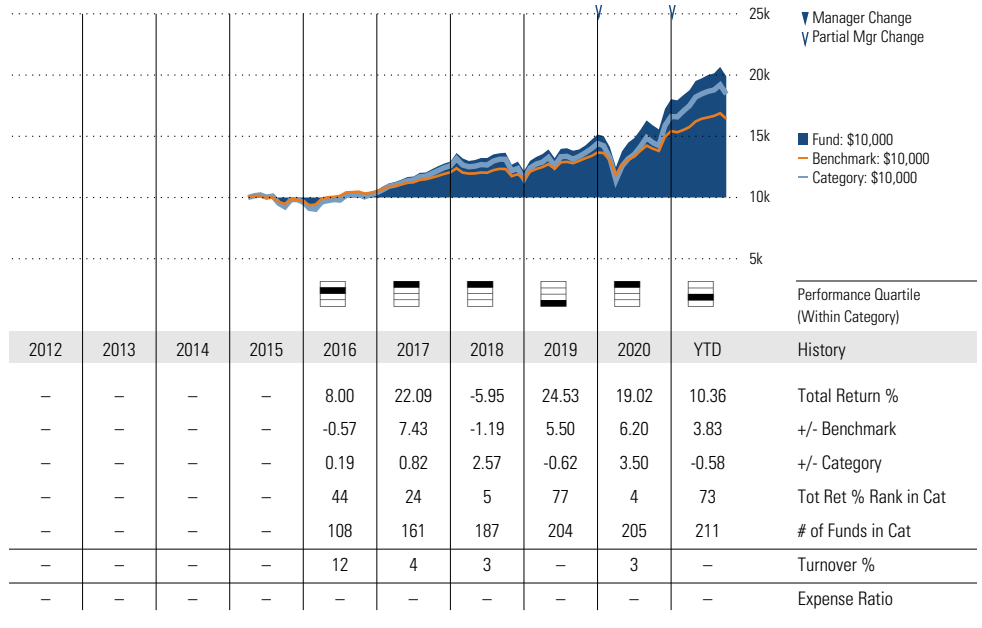 25k
▼ Manager Change
Partial Mgr Change
20k
15k
Fund: $10,000
Benchmark: $10,000
Category: $10,000
10k
5k
Performance Quartile
(Within Category)
2012 2013 2014 2015 2016 2017 2018 2019 2020 YTD History
– – – – 8.00 22.09 -5.95 24.53 19.02 10.36 Total Return %
– – – – -0.57 7.43 -1.19 5.50 6.20 3.83 +/- Benchmark
– – – – 0.19 0.82 2.57 -0.62 3.50 -0.58 +/- Category
– – – – 44 24 5 77 4 73 Tot Ret % Rank in Cat
– – – – 108 161 187 204 205 211 # of Funds in Cat
– – – – 12 4 3 – 3 – Turnover %
– – – – – – – – – – Expense Ratio